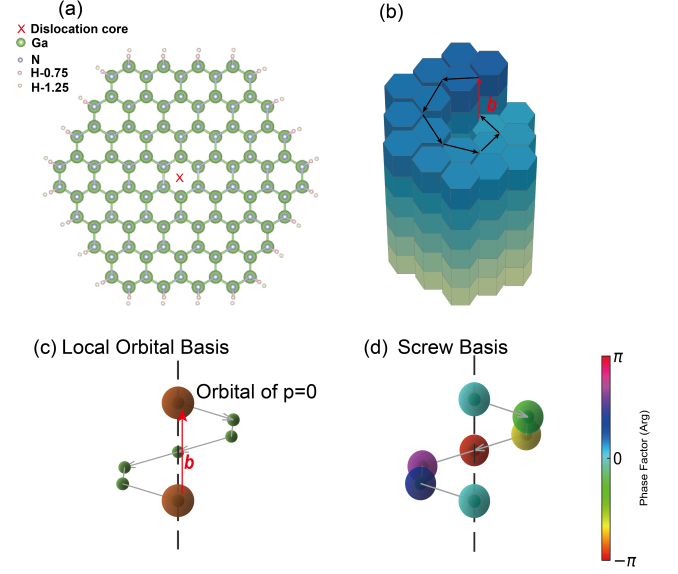 (a)
X Dislocation core
Ga
N
H-0.75
H-1.25
X
(b)
b
(c) Local Orbital Basis
Orbital of p=0
b
(d) Screw Basis
π
0
−π
Phase Factor (Arg)